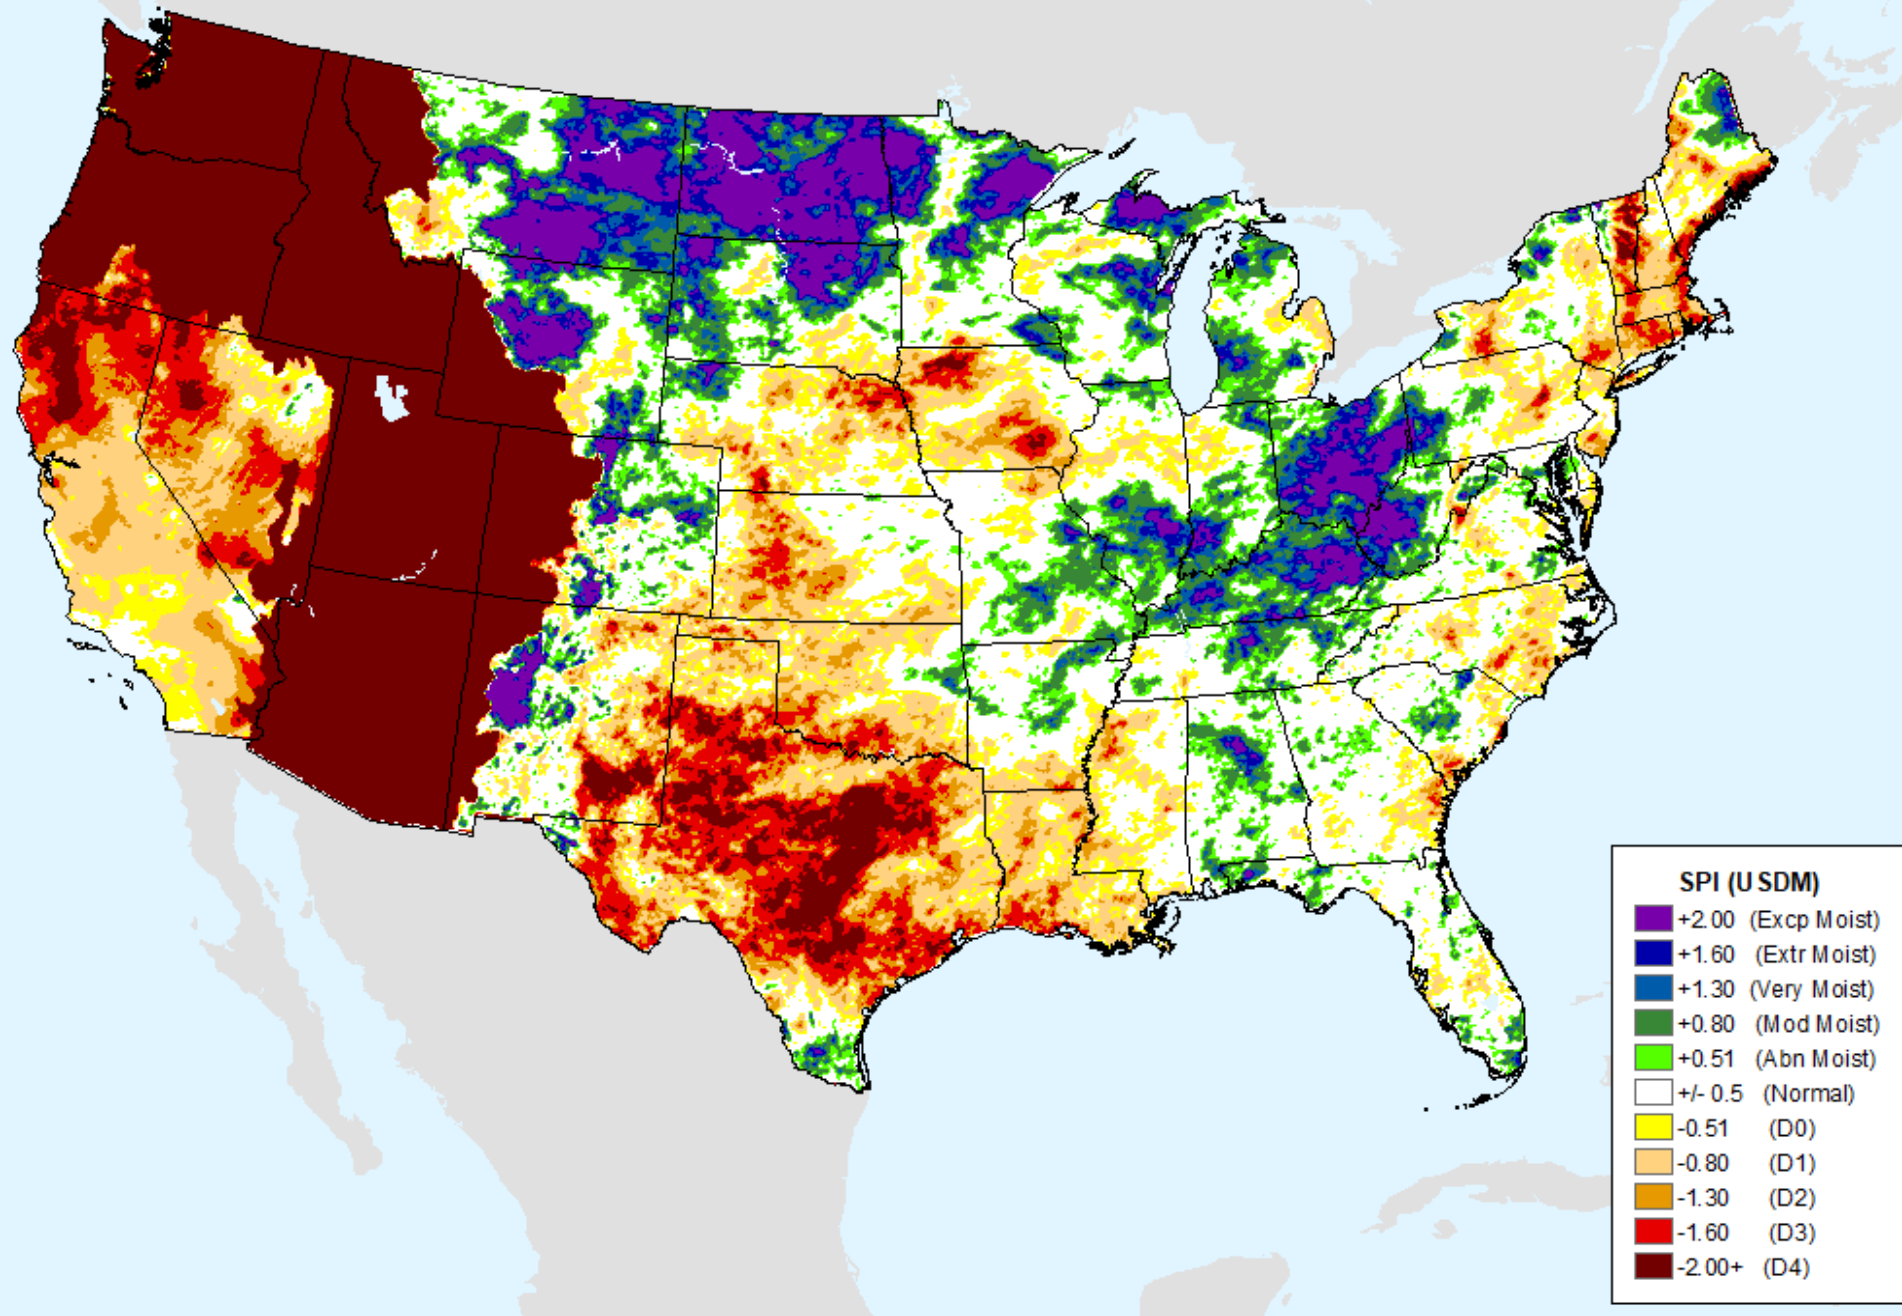 SPI (USDM)
+2.00 (Excp Moist)
+1.60 (Extr Moist)
+1.30 (Very Moist)
+0.80 (Mod Moist)
+0.51 (Abn Moist)
+/- 0.5 (Normal)
-0.51 (D0)
-0.80 (D1)
-1.30 (D2)
-1.60 (D3)
-2.00+ (D4)